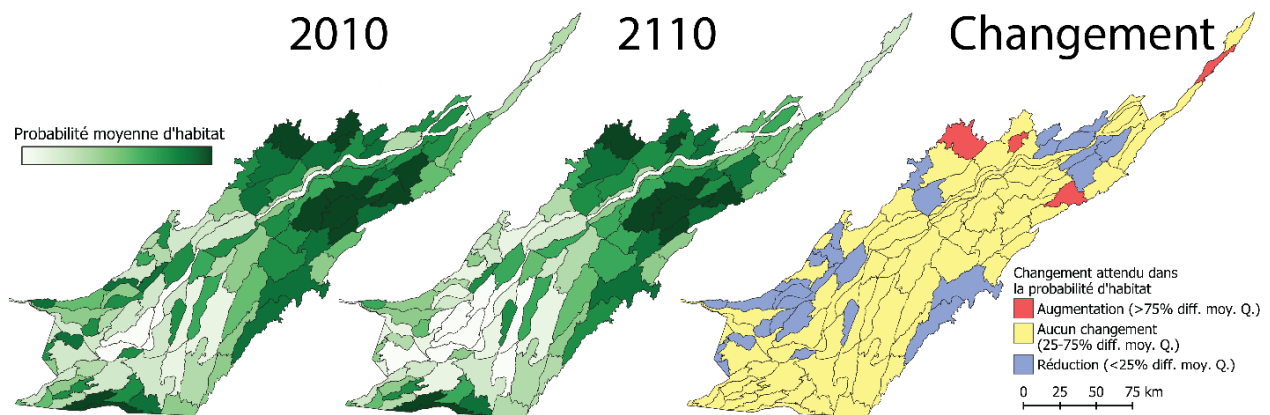 2010
2110
Changement
Probabilité moyenne d'habitat
Changement attendu dans
la probabilité d'habitat
Augmentation (>75% diff. moy. Q.)
Aucun changement
(25-75% diff. moy. Q.)
Réduction (<25% diff. moy. Q.)
0 25 50 75 km